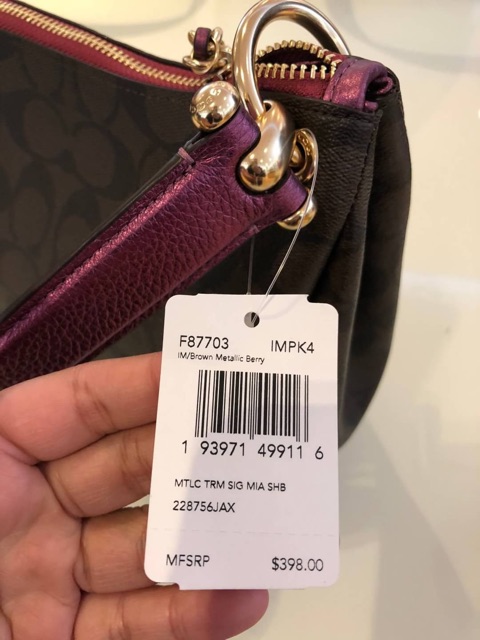 F87703 IMPK4
IM/Brown Metallic Berry
1 93971 49911 6
MTLC TRM SIG MIA SHB
228756JAX
MFSRP $398.00